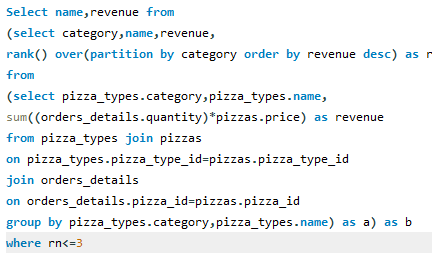 Select name,revenue from
(select category,name,revenue,
rank() over(partition by category order by revenue desc) as r
from
(select pizza_types.category,pizza_types.name,
sum((orders_details.quantity)*pizzas.price) as revenue
from pizza_types join pizzas
on pizza_types.pizza_type_id=pizzas.pizza_type_id
join orders_details
on orders_details.pizza_id=pizzas.pizza_id
group by pizza_types.category,pizza_types.name) as a) as b
where rn<=3